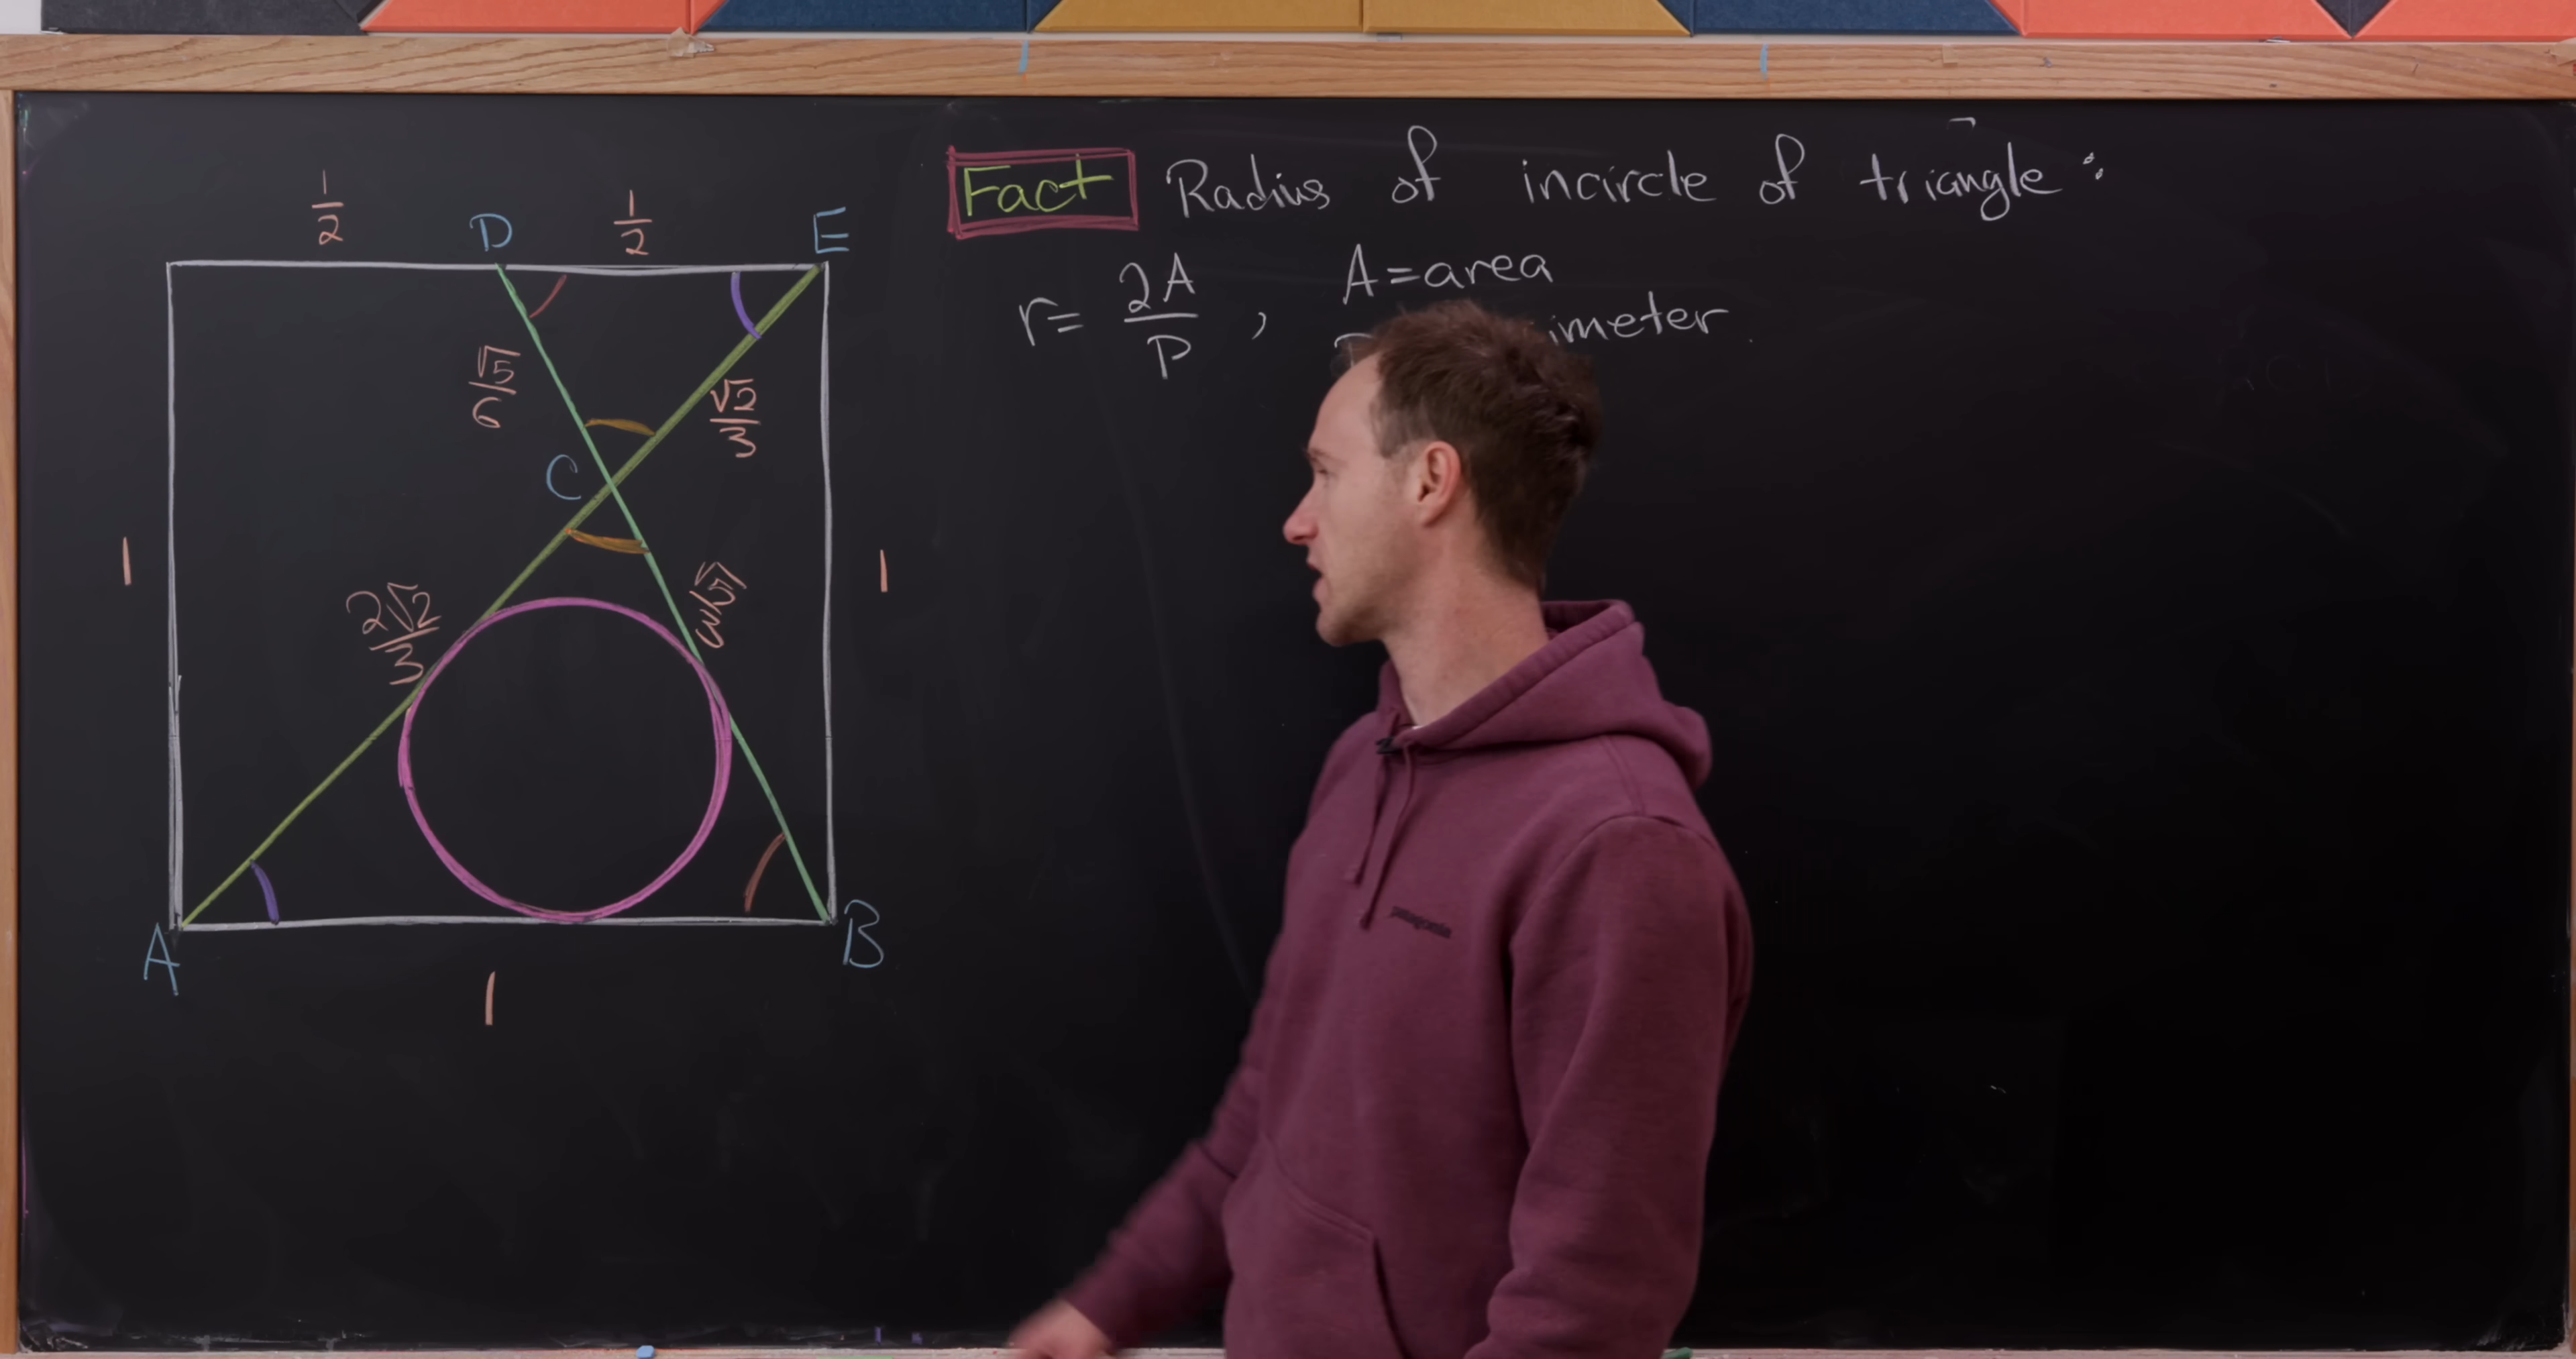 Fact Radius of incircle of triangle:
r= 2A/P , A=area
imeter
1/2 1/2
D E
√5/6 √2/3
C
1 1
2√2/3 √5/3
A B
1
patagonia